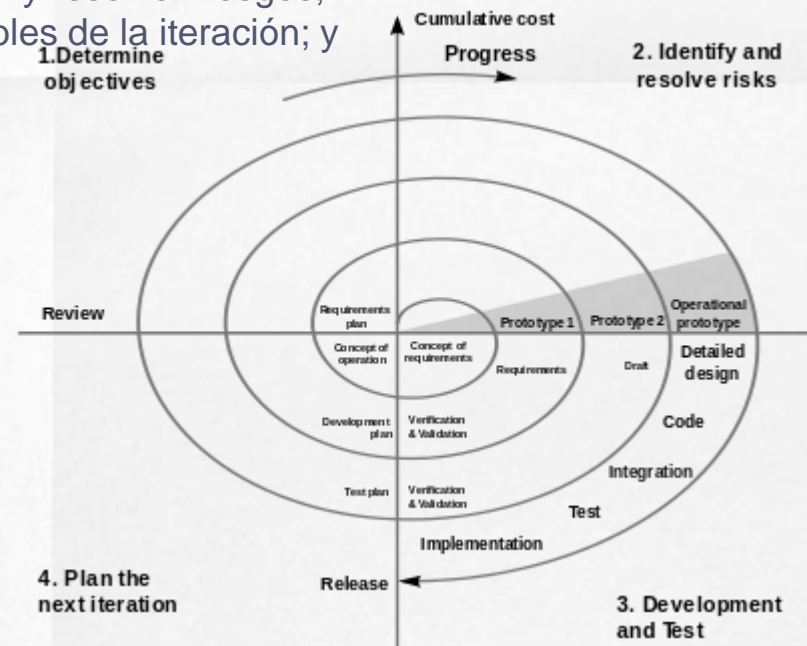 oles de la iteración; y
Cumulative cost
Progress
1.Determine
objectives
2. Identify and
resolve risks
Review
Requirements
plan
Prototype 1
Prototype 2
Operational
prototype
Concept of
operation
Concept of
requirements
Requirements
Draft
Detailed
design
Development
plan
Verification
& Validation
Code
Integration
Test plan
Verification
& Validation
Test
Implementation
Release
4. Plan the
next iteration
3. Development
and Test